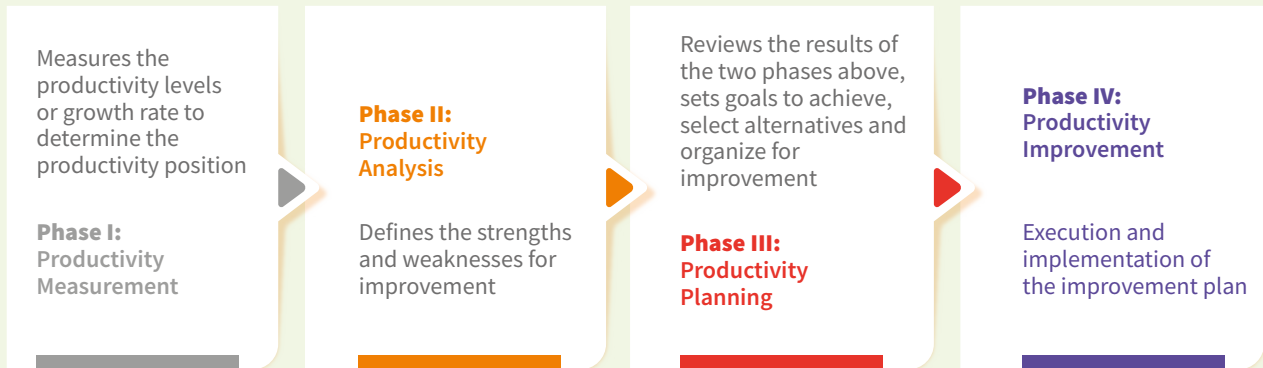 Measures the
productivity levels
or growth rate to
determine the
productivity position
Phase I:
Productivity
Measurement
Phase II:
Productivity
Analysis
Defines the strengths
and weaknesses for
improvement
Reviews the results of
the two phases above,
sets goals to achieve,
select alternatives and
organize for
improvement
Phase III:
Productivity
Planning
Phase IV:
Productivity
Improvement
Execution and
implementation of
the improvement plan